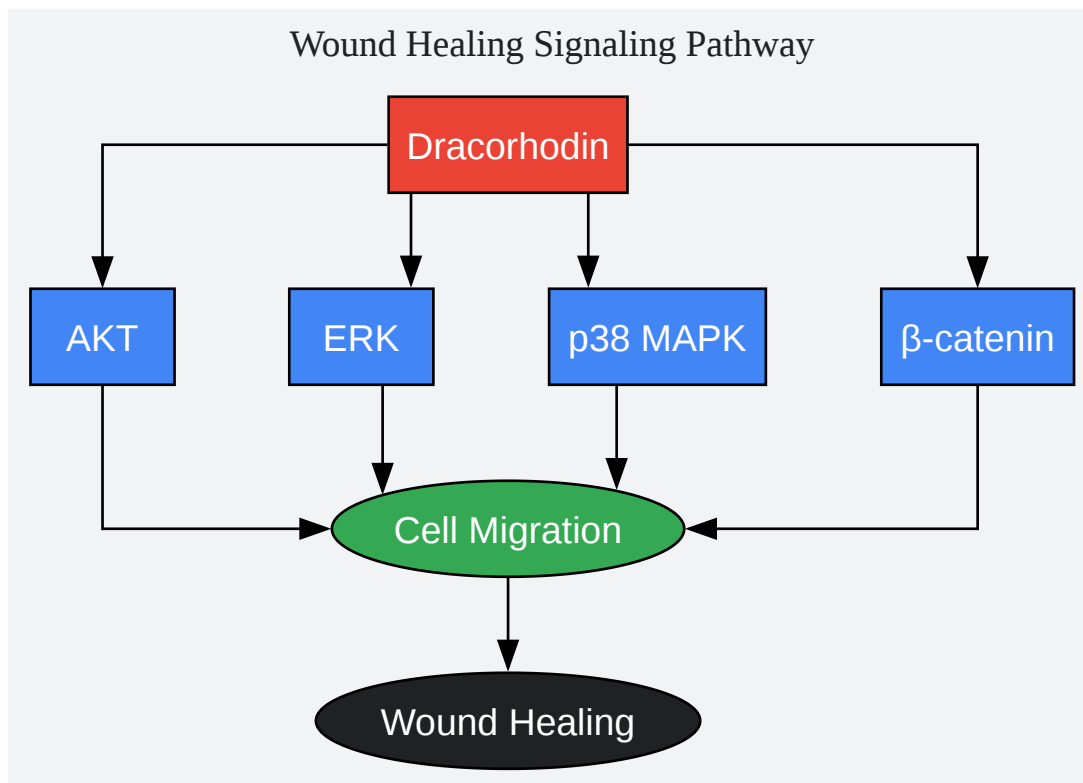 Wound Healing Signaling Pathway
Dracorhodin
AKT
ERK
p38 MAPK
β-catenin
Cell Migration
Wound Healing